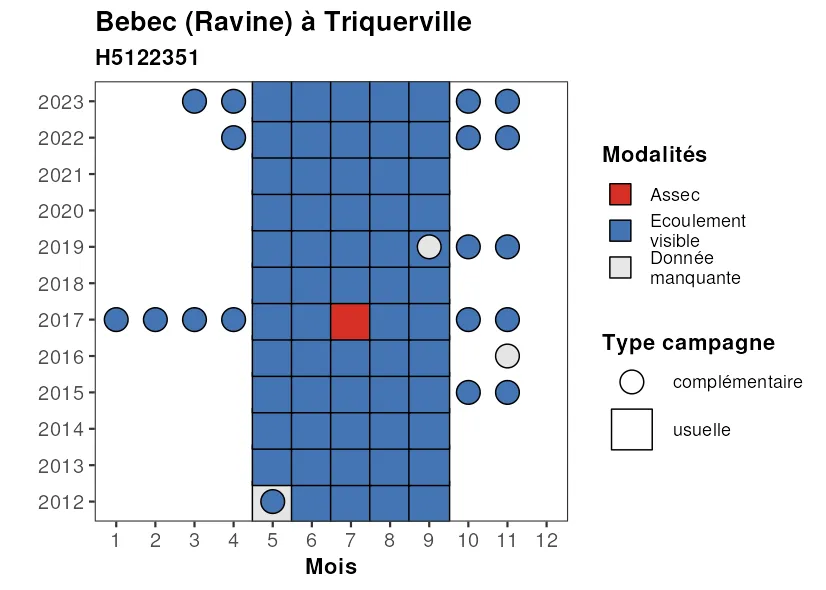 Bebec (Ravine) à Triquerville
H5122351
2023
2022
2021
2020
2019
2018
2017
2016
2015
2014
2013
2012
1 2 3 4 5 6 7 8 9 10 11 12
Mois
Modalités
Assec
Ecoulement
visible
Donnée
manquante
Type campagne
complémentaire
usuelle